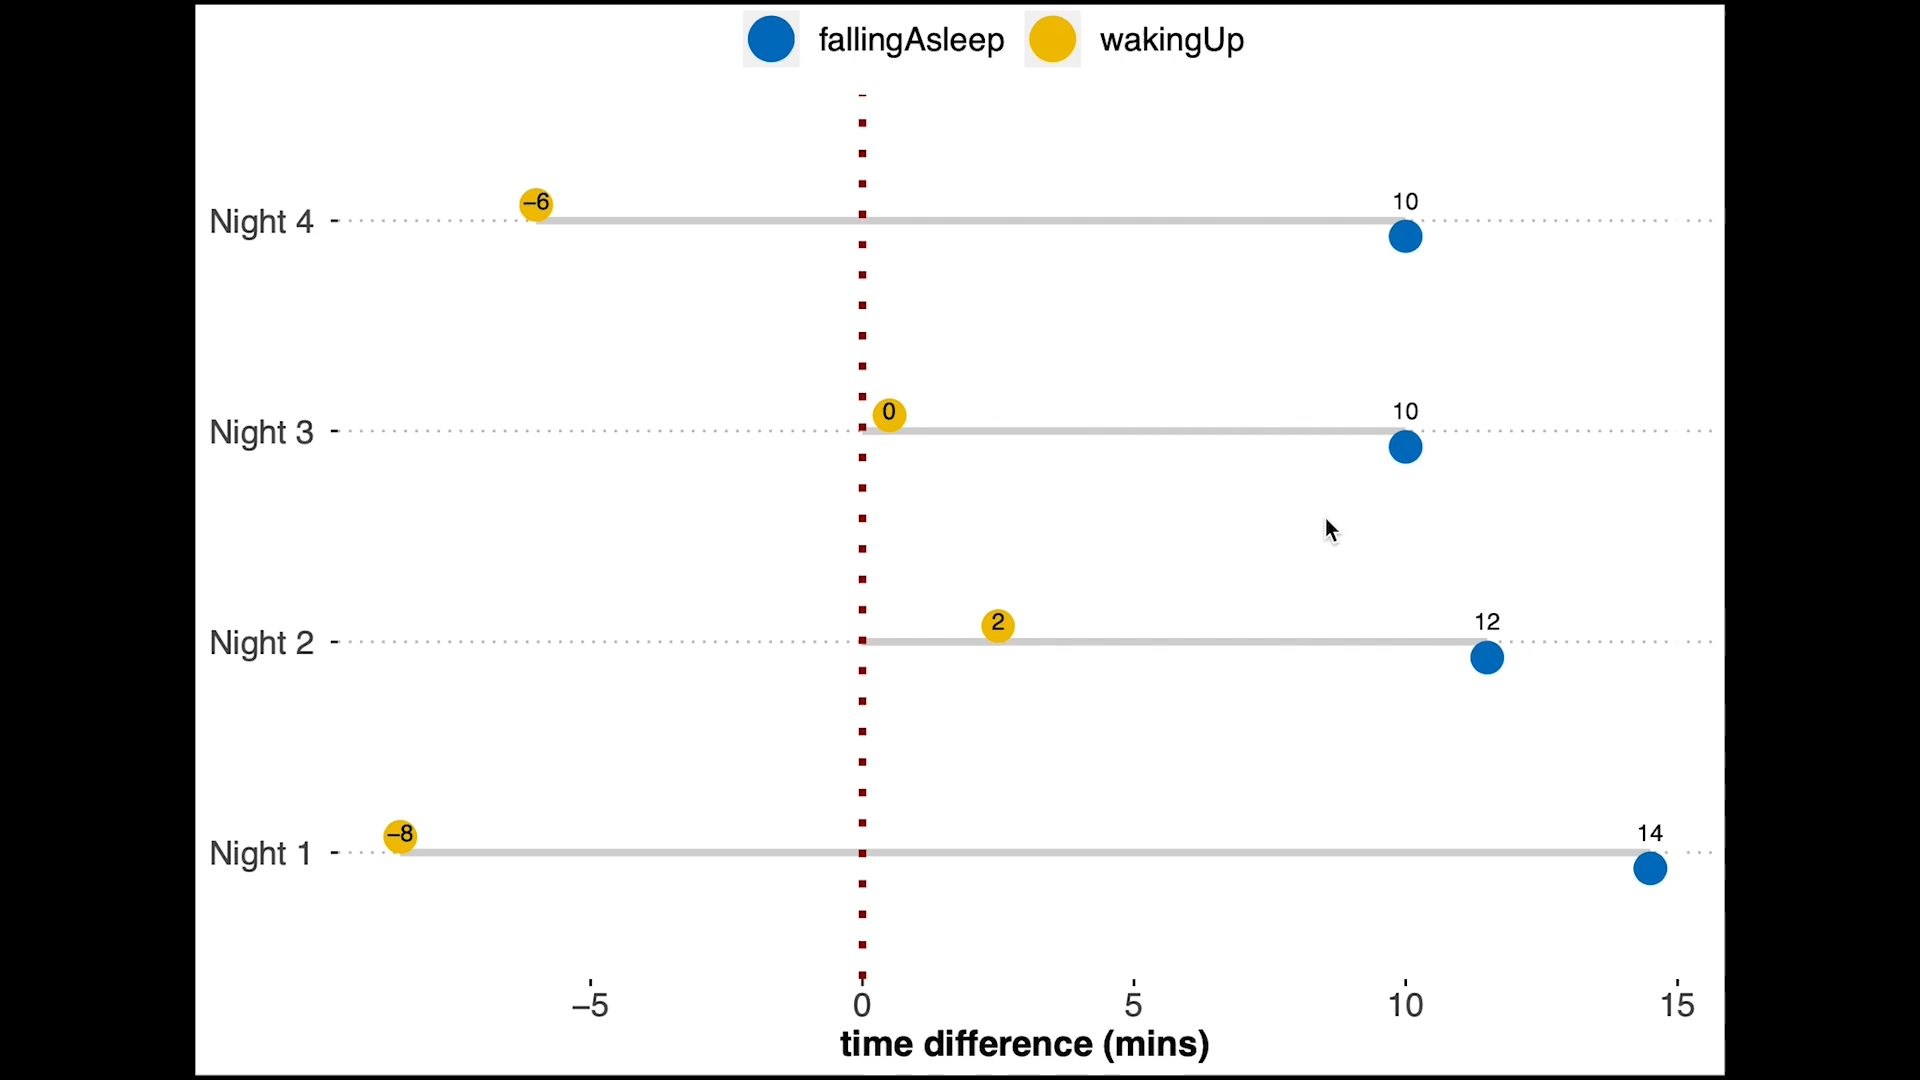 fallingAsleep wakingUp
Night 4 –6 10
Night 3 0 10
Night 2 2 12
Night 1 –8 14
–5 0 5 10 15
time difference (mins)